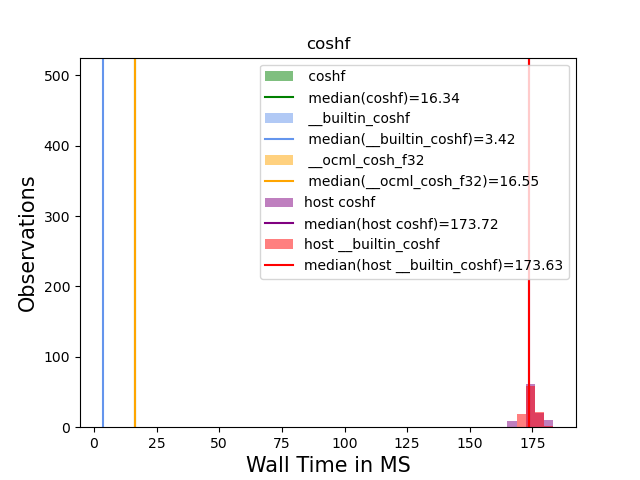 coshf
500
400
300
200
100
0
Observations
coshf
median(coshf)=16.34
__builtin_coshf
median(__builtin_coshf)=3.42
__ocml_cosh_f32
median(__ocml_cosh_f32)=16.55
host coshf
median(host coshf)=173.72
host __builtin_coshf
median(host __builtin_coshf)=173.63
0 25 50 75 100 125 150 175
Wall Time in MS